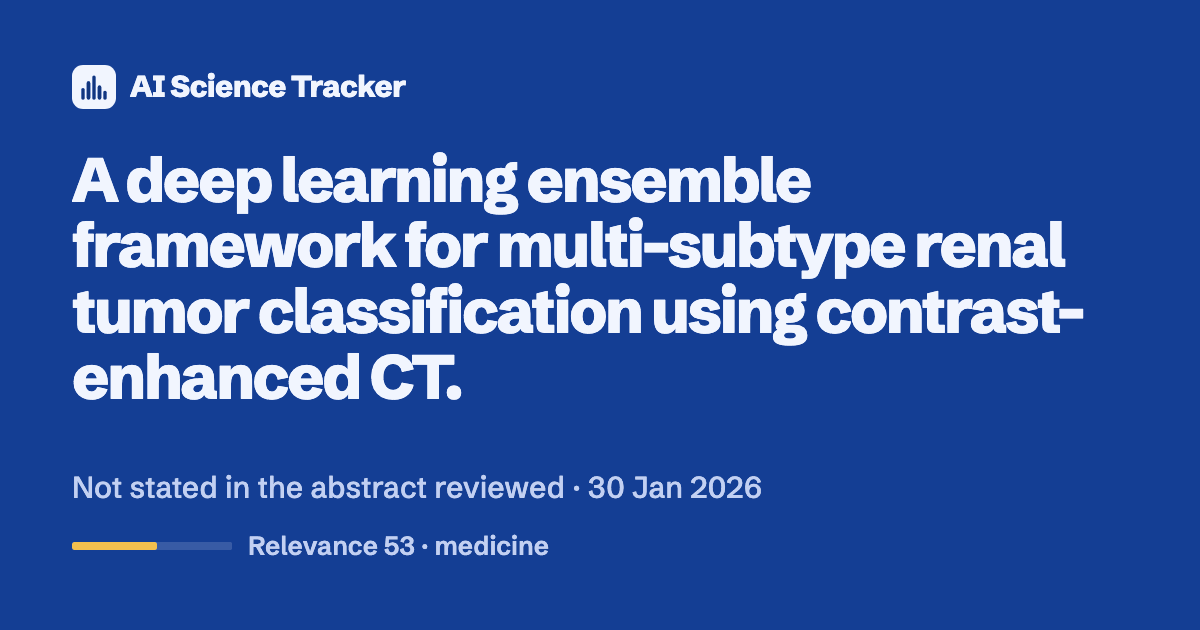 AI Science Tracker
A deep learning ensemble
framework for multi-subtype renal
tumor classification using contrast-
enhanced CT.
Not stated in the abstract reviewed · 30 Jan 2026
Relevance 53 · medicine